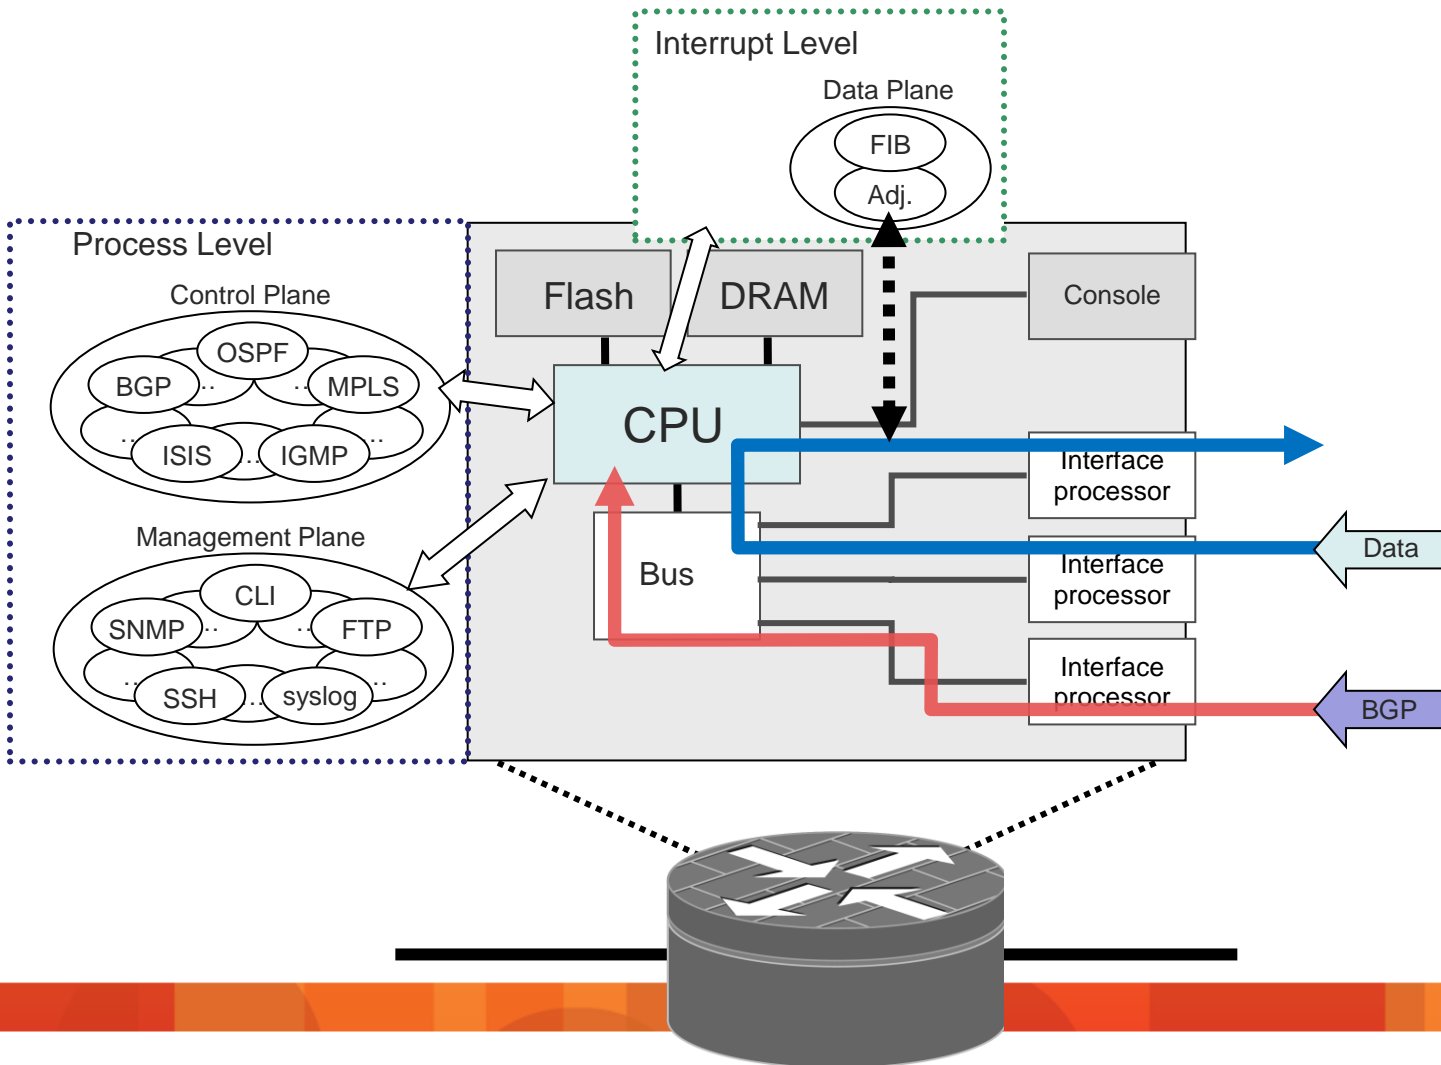 Interrupt Level
Data Plane
FIB
Adj.
Process Level
Control Plane
OSPF
BGP
..
..
MPLS
..
..
ISIS
...
IGMP
Management Plane
CLI
SNMP
..
..
FTP
..
..
SSH
...
syslog
Flash
DRAM
Console
CPU
Bus
Interface
processor
Interface
processor
Interface
processor
Data
BGP